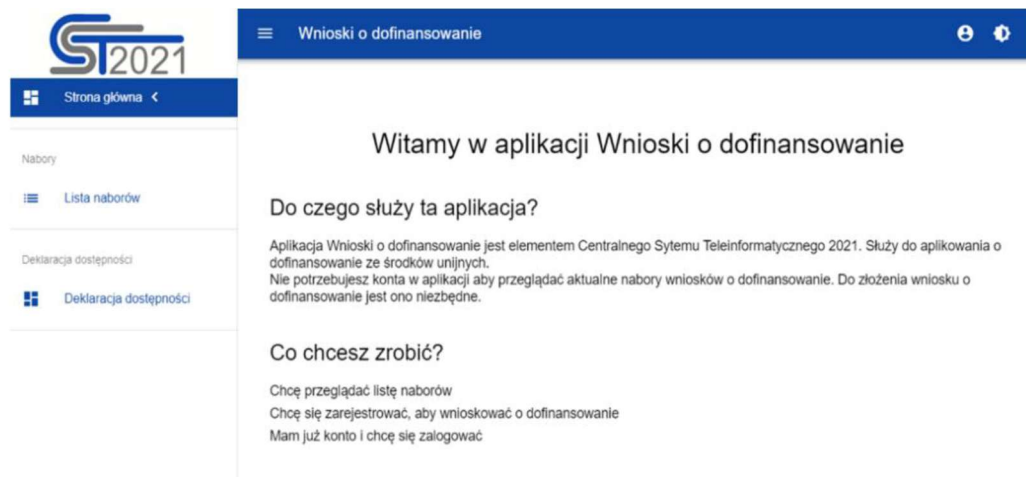 CST2021
Wnioski o dofinansowanie
Strona główna
Nabory
Lista naborów
Deklaracja dostępności
Deklaracja dostępności
Witamy w aplikacji Wnioski o dofinansowanie
Do czego służy ta aplikacja?
Aplikacja Wnioski o dofinansowanie jest elementem Centralnego Sytemu Teleinformatycznego 2021. Służy do aplikowania o
dofinansowanie ze środków unijnych.
Nie potrzebujesz konta w aplikacji aby przeglądać aktualne nabory wniosków o dofinansowanie. Do złożenia wniosku o
dofinansowanie jest ono niezbędne.
Co chcesz zrobić?
Chcę przeglądać listę naborów
Chcę się zarejestrować, aby wnioskować o dofinansowanie
Mam już konto i chcę się zalogować